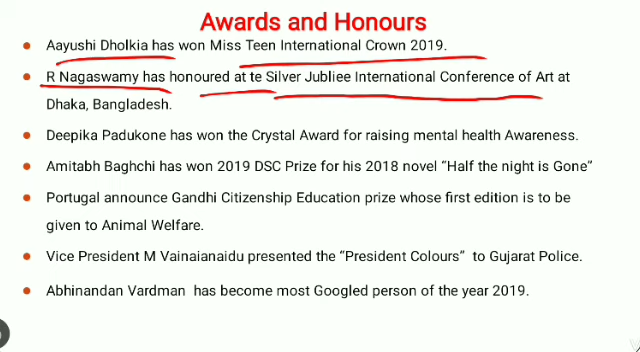 Awards and Honours
• Aayushi Dholkia has won Miss Teen International Crown 2019.
• R Nagaswamy has honoured at te Silver Jubliee International Conference of Art at
Dhaka, Bangladesh.
• Deepika Padukone has won the Crystal Award for raising mental health Awareness.
• Amitabh Baghchi has won 2019 DSC Prize for his 2018 novel “Half the night is Gone”
• Portugal announce Gandhi Citizenship Education prize whose first edition is to be
given to Animal Welfare.
• Vice President M Vainaianaidu presented the “President Colours” to Gujarat Police.
• Abhinandan Vardman has become most Googled person of the year 2019.